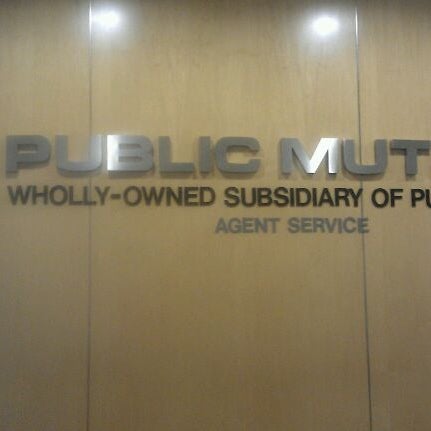 PUBLIC MUT
WHOLLY-OWNED SUBSIDIARY OF PU
AGENT SERVICE